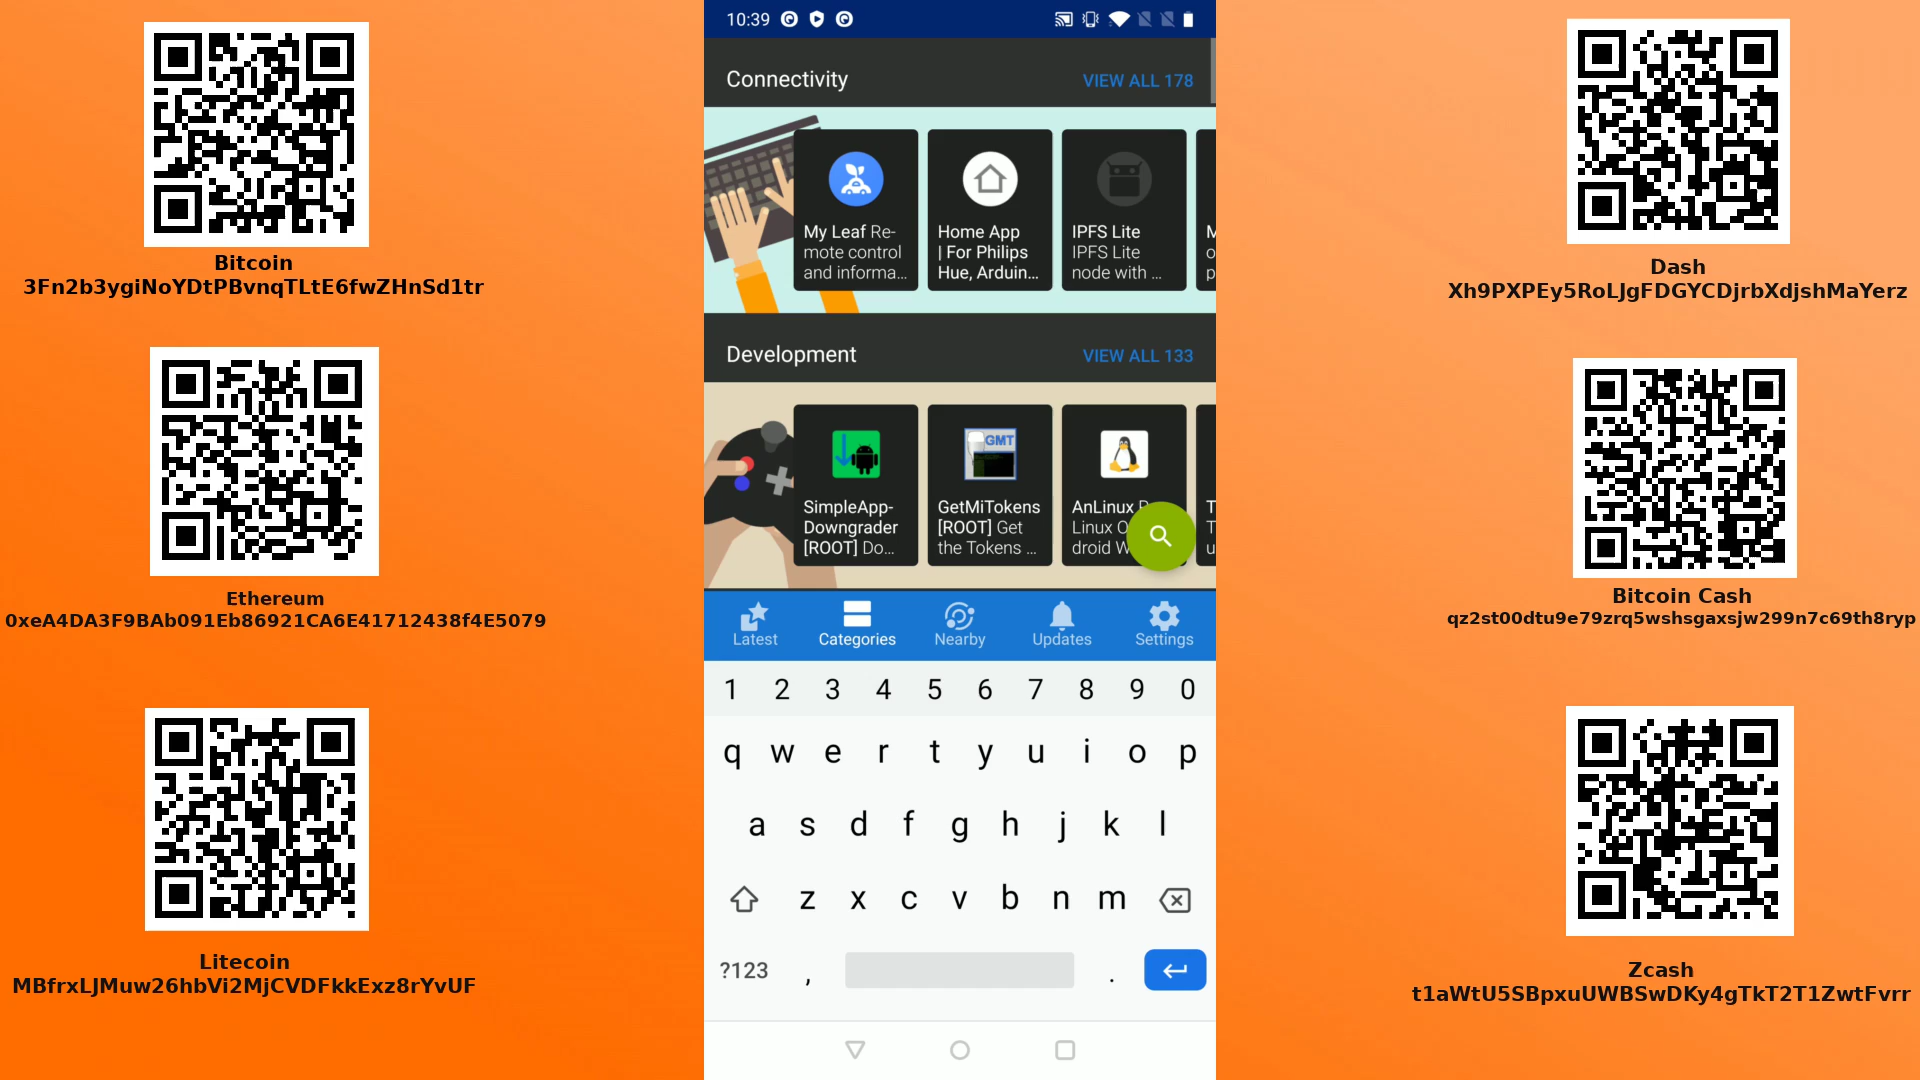 Bitcoin
3Fn2b3ygiNoYDtPBvnqTLtE6fwZHnSd1tr
Ethereum
0xeA4DA3F9BAb091Eb86921CA6E41712438f4E5079
Litecoin
MBfrxLJMuw26hbVi2MjCVDFkkExz8rYvUF
10:39
Connectivity
VIEW ALL 178
My Leaf Re-
mote control
and informa...
Home App
| For Philips
Hue, Arduin...
IPFS Lite
IPFS Lite
node with ...
M
o
p
Development
VIEW ALL 133
SimpleApp-
Downgrader
[ROOT] Do...
GMT
GetMiTokens
[ROOT] Get
the Tokens ...
AnLinux
Linux O
droid W
T
T
u
Latest
Categories
Nearby
Updates
Settings
1 2 3 4 5 6 7 8 9 0
q w e r t y u i o p
a s d f g h j k l
z x c v b n m
?123 , .
Dash
Xh9PXPEy5RoLJgFDGYCDjrbXdjshMaYerz
Bitcoin Cash
qz2st00dtu9e79zrq5wshsgaxsjw299n7c69th8ryp
Zcash
t1aWtU5SBpxuUWBSwDKy4gTkT2T1ZwtFvrr